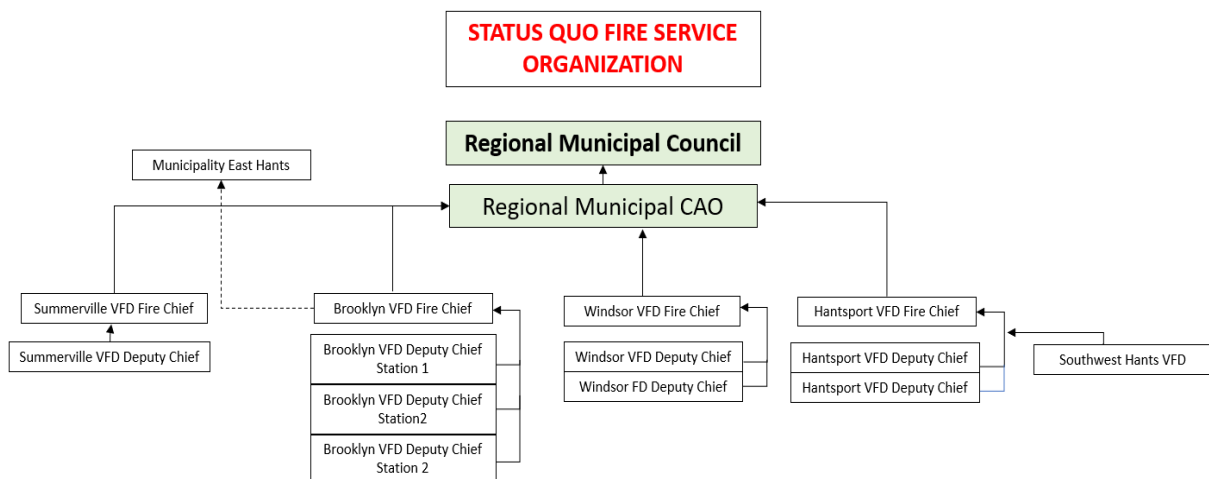 STATUS QUO FIRE SERVICE
ORGANIZATION
Regional Municipal Council
Municipality East Hants
Regional Municipal CAO
Summerville VFD Fire Chief
Brooklyn VFD Fire Chief
Windsor VFD Fire Chief
Hantsport VFD Fire Chief
Summerville VFD Deputy Chief
Brooklyn VFD Deputy Chief
Station 1
Brooklyn VFD Deputy Chief
Station2
Brooklyn VFD Deputy Chief
Station 2
Windsor VFD Deputy Chief
Windsor FD Deputy Chief
Hantsport VFD Deputy Chief
Hantsport VFD Deputy Chief
Southwest Hants VFD